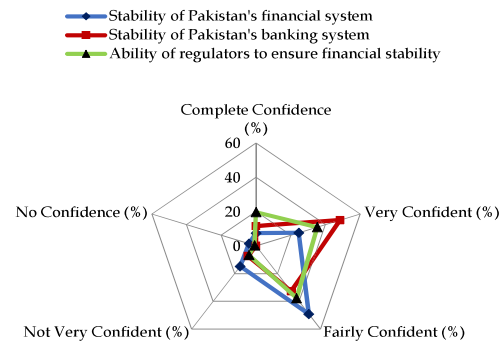 Stability of Pakistan's financial system
Stability of Pakistan's banking system
Ability of regulators to ensure financial stability
Complete Confidence
(%)
60
40
20
0
No Confidence (%)
Very Confident (%)
Not Very Confident (%)
Fairly Confident (%)